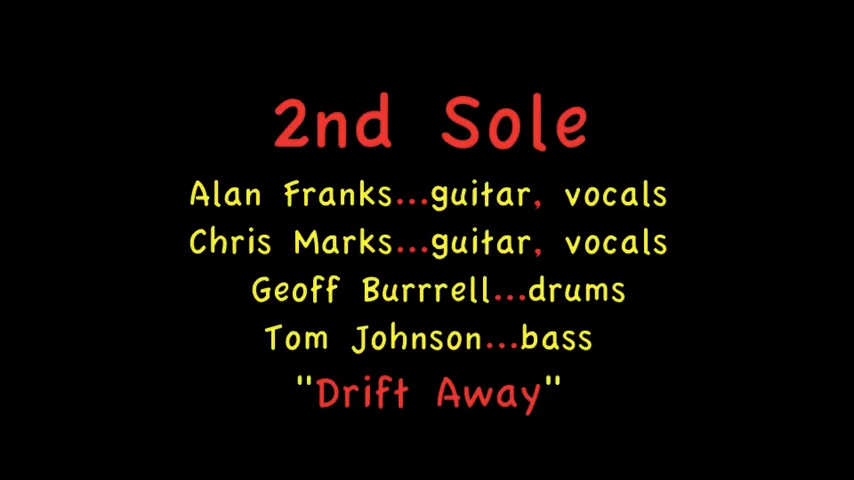 2nd Sole
Alan Franks...guitar, vocals
Chris Marks...guitar, vocals
Geoff Burrrell...drums
Tom Johnson...bass
"Drift Away"